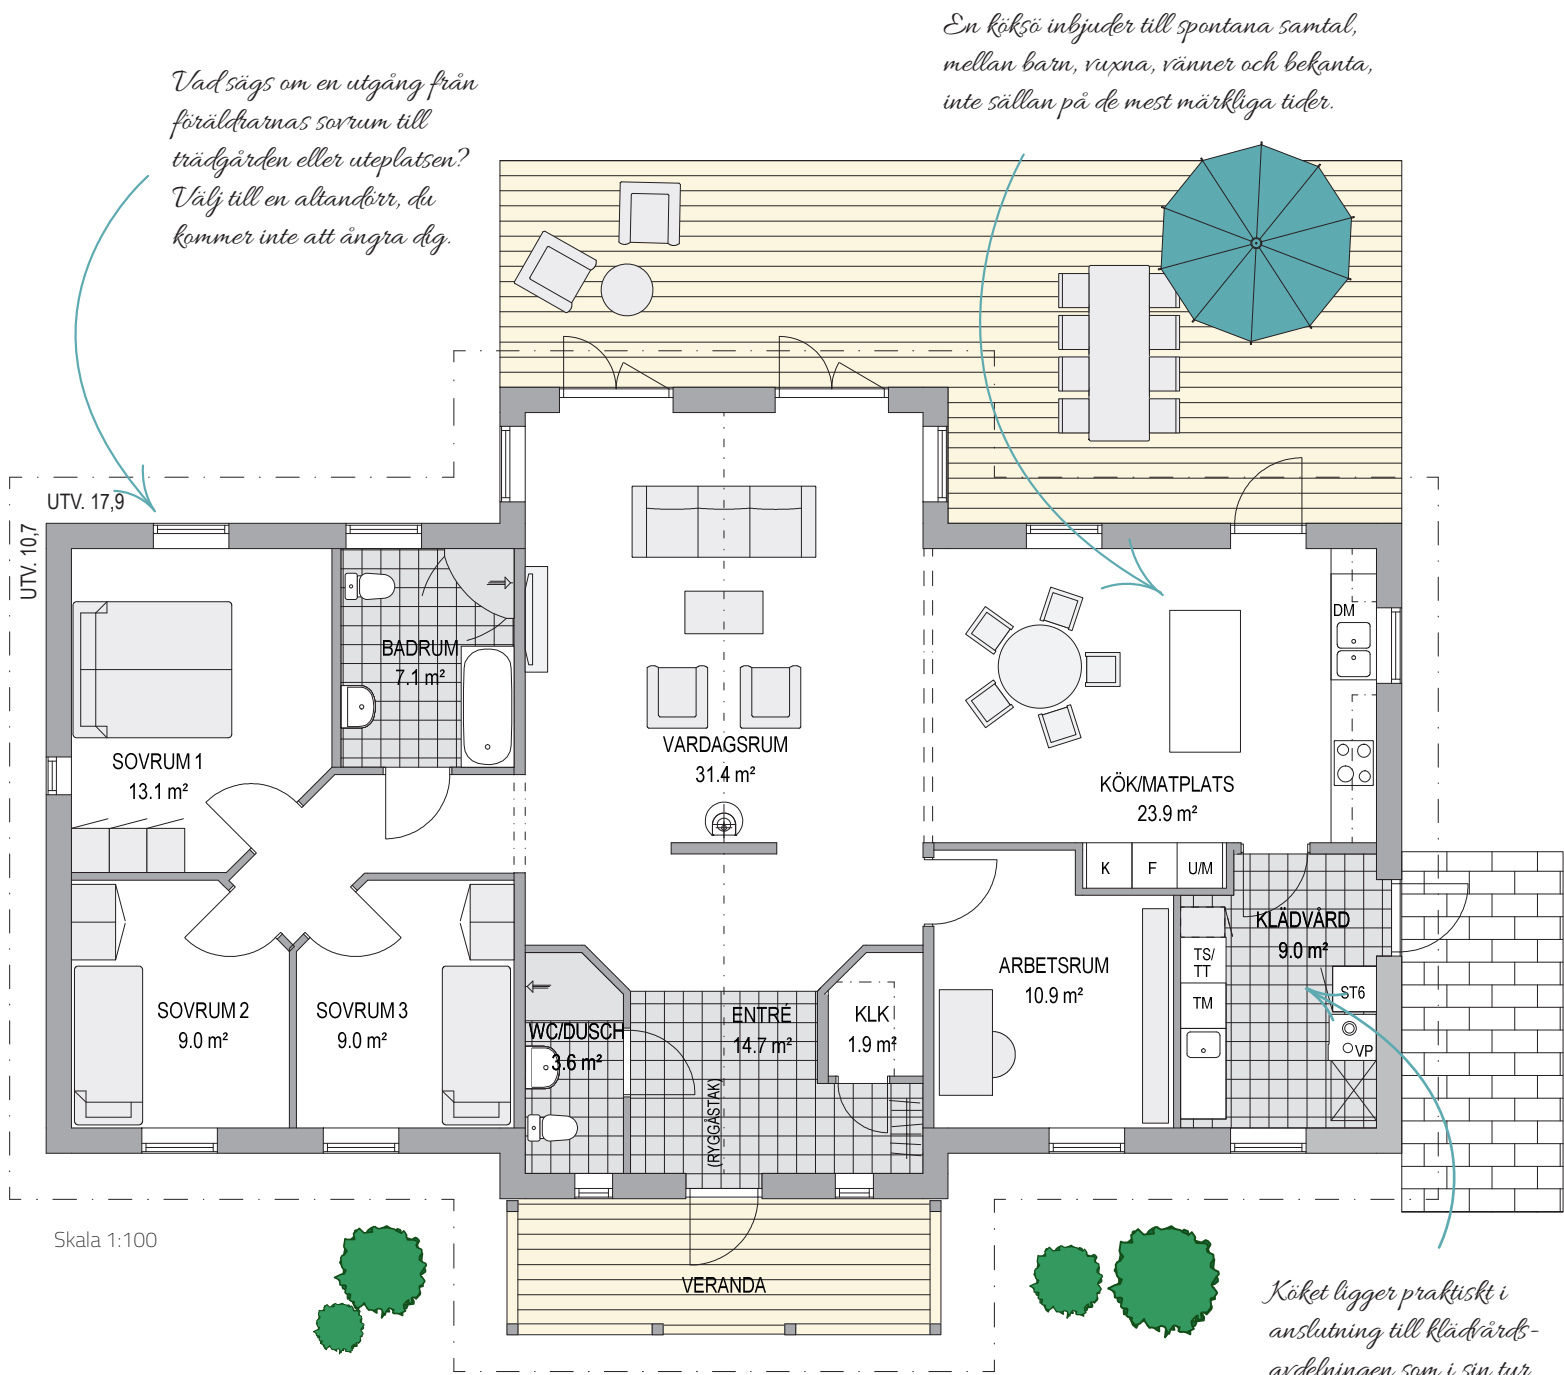 En köksö inbjuder till spontana samtal,
mellan barn, vuxna, vänner och bekanta,
inte sällan på de mest märkliga tider.
Vad sägs om en utgång från
föräldrarnas sovrum till
trädgården eller uteplatsen?
Välj till en altandörr, du
kommer inte att ångra dig.
UTV. 17,9
UTV. 10,7
BADRUM
7.1 m²
SOVRUM 1
13.1 m²
VARDAGSRUM
31.4 m²
DM
KÖK/MATPLATS
23.9 m²
K
F
U/M
KLÄDVÅRD
9.0 m²
TS/
TT
TM
ST6
VP
ARBETSRUM
10.9 m²
SOVRUM 2
9.0 m²
SOVRUM 3
9.0 m²
WC/DUSCH
3.6 m²
ENTRÉ
14.7 m²
KLK
1.9 m²
(RYGGÅSTAK)
VERANDA
Skala 1:100
Köket ligger praktiskt i
anslutning till klädvårds-
avdelningen som i sin tur